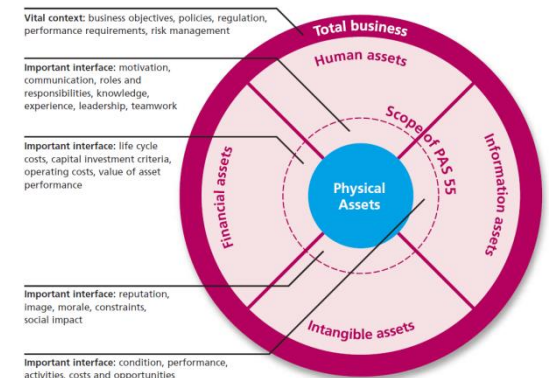 Vital context: business objectives, policies, regulation,
performance requirements, risk management
Important interface: motivation,
communication, roles and
responsibilities, knowledge,
experience, leadership, teamwork
Important interface: life cycle
costs, capital investment criteria,
operating costs, value of asset
performance
Important interface: reputation,
image, morale, constraints,
social impact
Important interface: condition, performance,
activities, costs and opportunities
Total business
Human assets
Scope of PAS 55
Financial assets
Physical
Assets
Information assets
Intangible assets